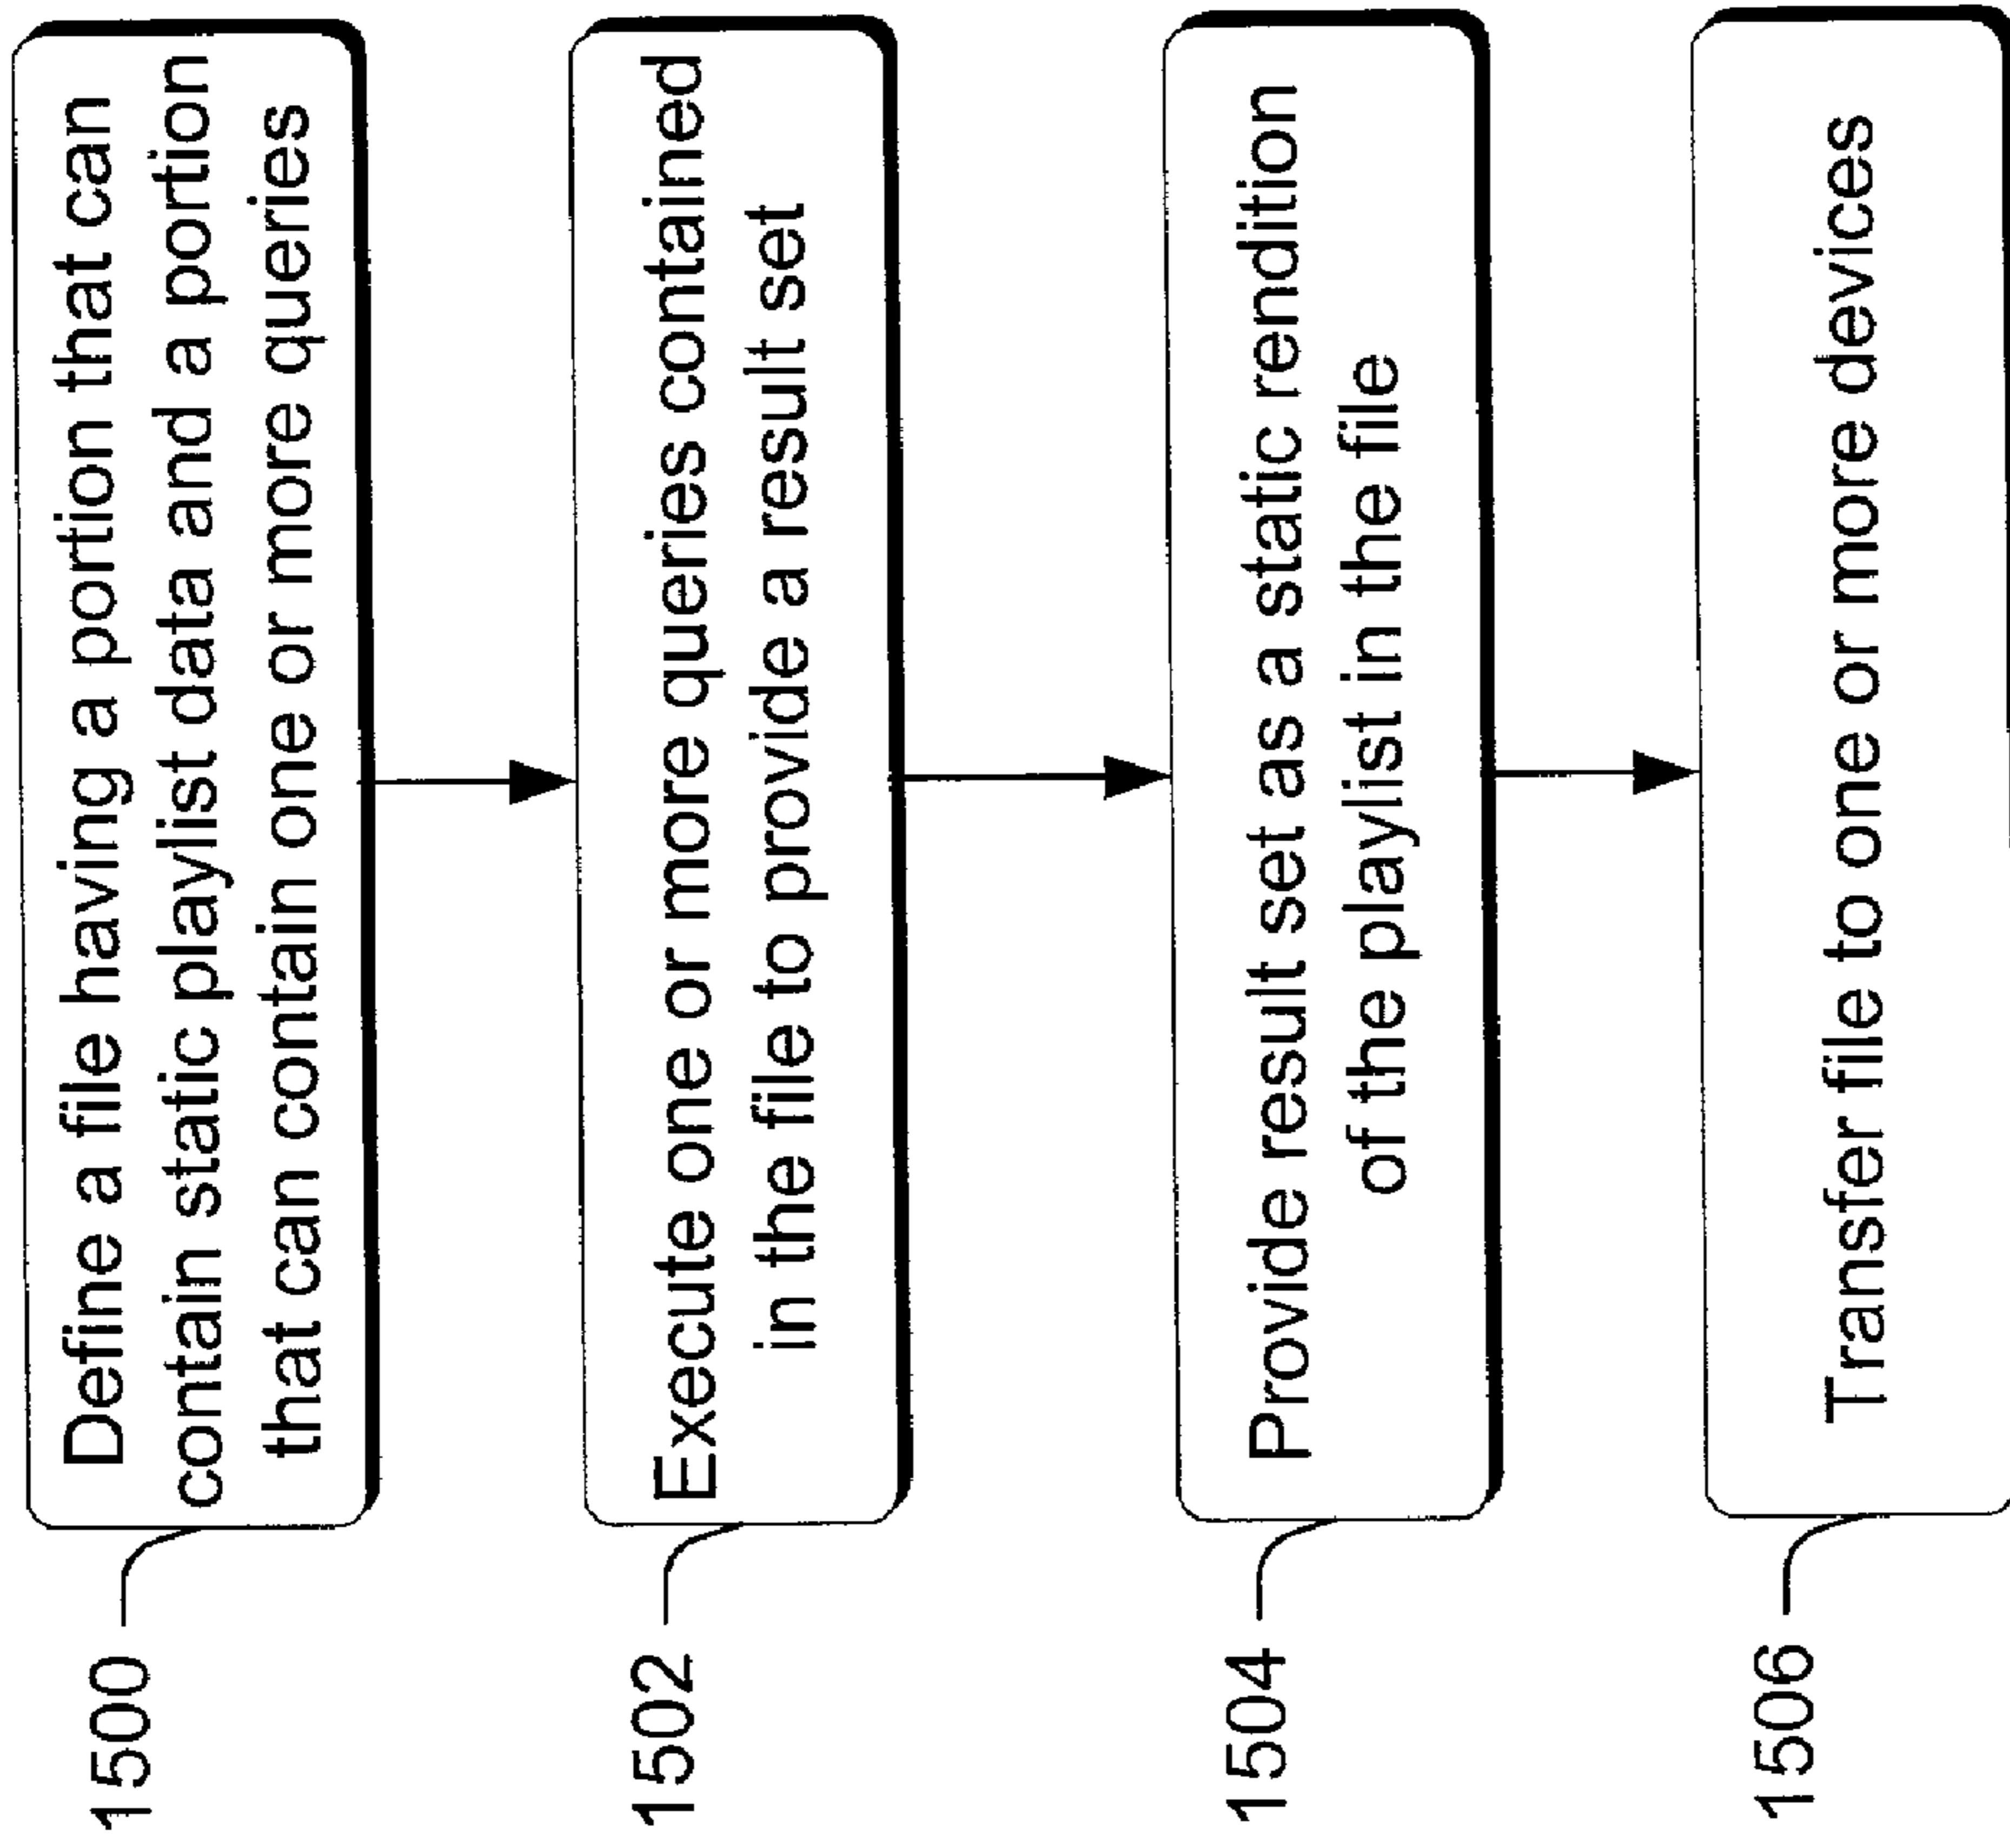 1500
Define a file having a portion that can
contain static playlist data and a portion
that can contain one or more queries
1502
Execute one or more queries contained
in the file to provide a result set
1504
Provide result set as a static rendition
of the playlist in the file
1506
Transfer file to one or more devices